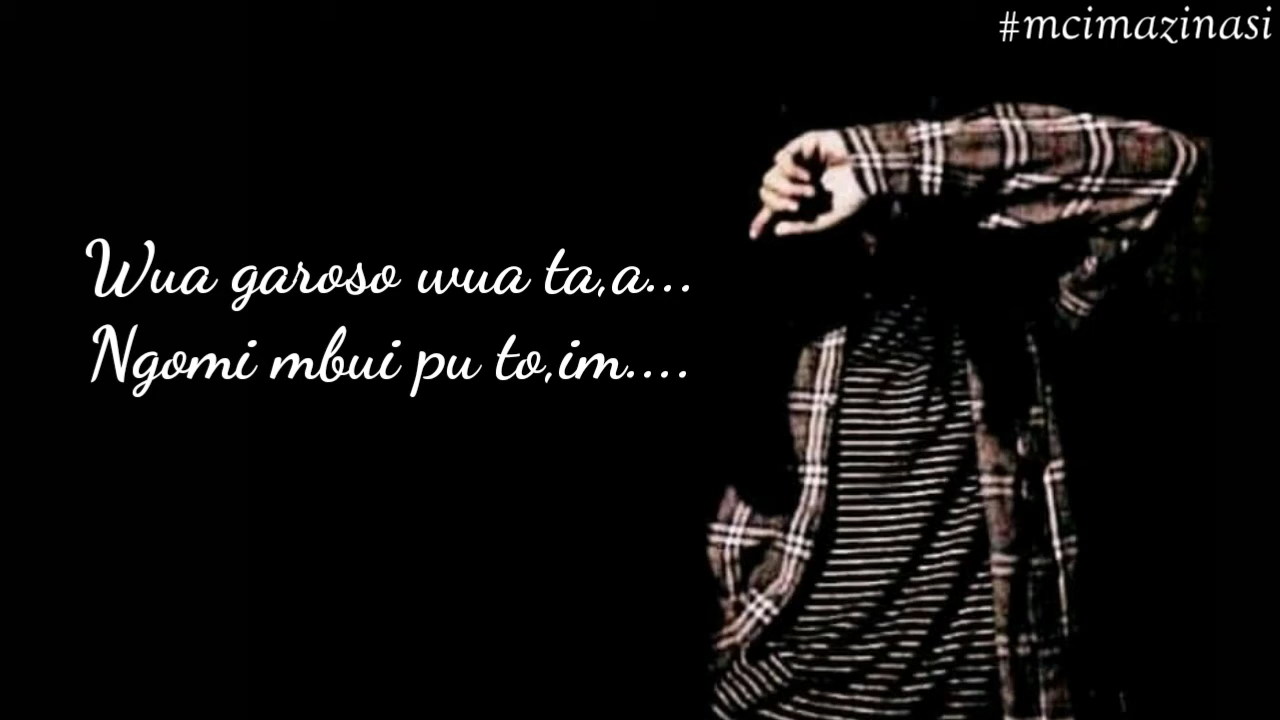 #mcimazinasi
Wua garoso wua ta,a...
Ngomi mbui pu to,im....